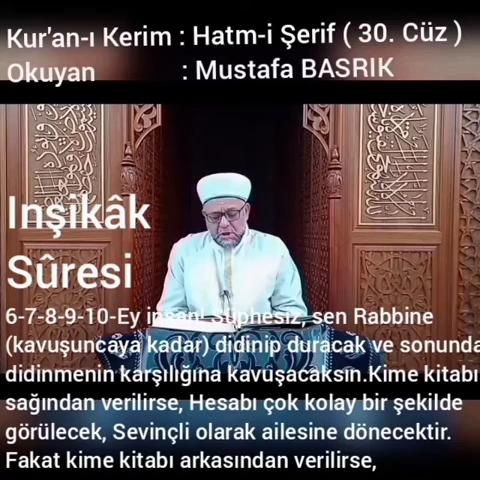 Kur'an-ı Kerim : Hatm-i Şerif ( 30. Cüz )
Okuyan : Mustafa BASRIK
Inşikâk
Sûresi
6-7-8-9-10-Ey insan! Şüphesiz, sen Rabbine
(kavuşuncaya kadar) didinip duracak ve sonunda
didinmenin karşılığına kavuşacaksın.Kime kitabı
sağından verilirse, Hesabı çok kolay bir şekilde
görülecek, Sevinçli olarak ailesine dönecektir.
Fakat kime kitabı arkasından verilirse,